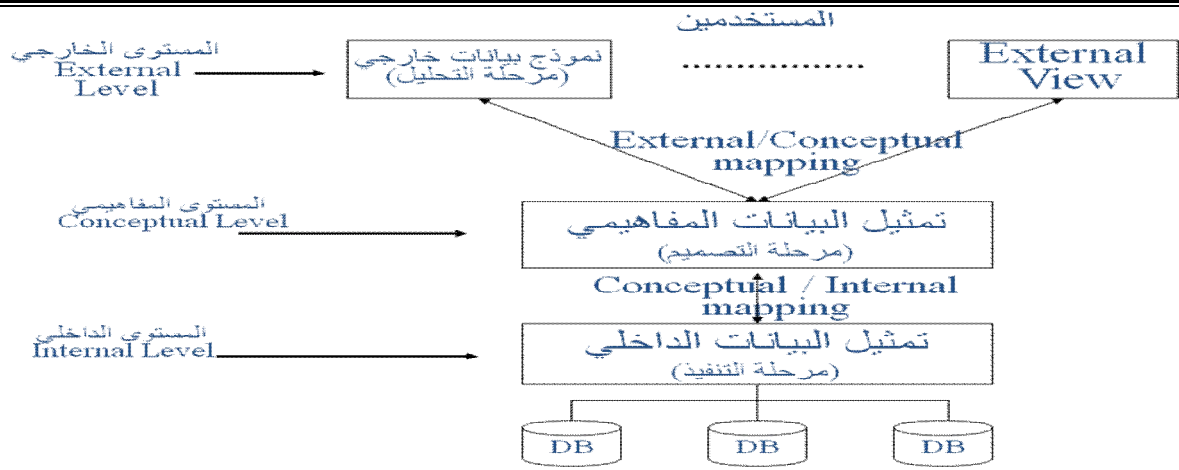 المستخدمين
المستوى الخارجي
External
Level
نموذج بيانات خارجي
(مرحلة التحليل)
..................
External
View
External/Conceptual
mapping
المستوى المفاهيمي
Conceptual Level
تمثيل البيانات المفاهيمي
(مرحلة التصميم)
Conceptual / Internal
mapping
المستوى الداخلي
Internal Level
تمثيل البيانات الداخلي
(مرحلة التنفيذ)
DB
DB
DB